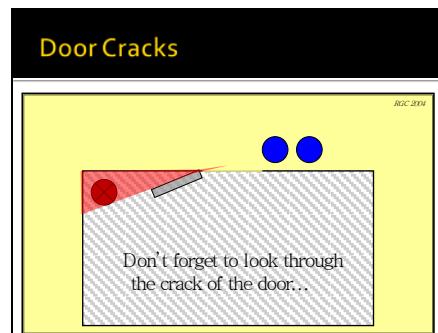 Door Cracks
RGC 2004
Don't forget to look through
the crack of the door...